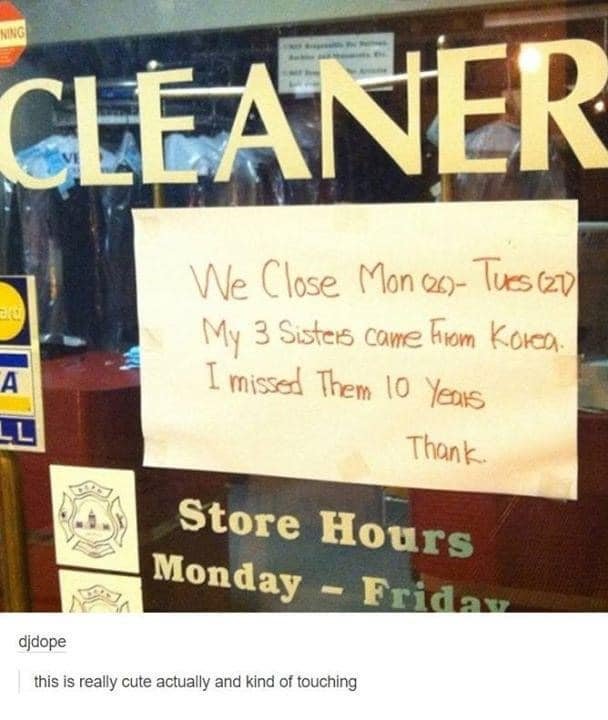 NING
CLEANER
We Close Mon (26)- Tues (27)
My 3 Sisters came From Korea.
I missed Them 10 Years
Thank.
A
LL
Store Hours
Monday - Friday
djdope
this is really cute actually and kind of touching